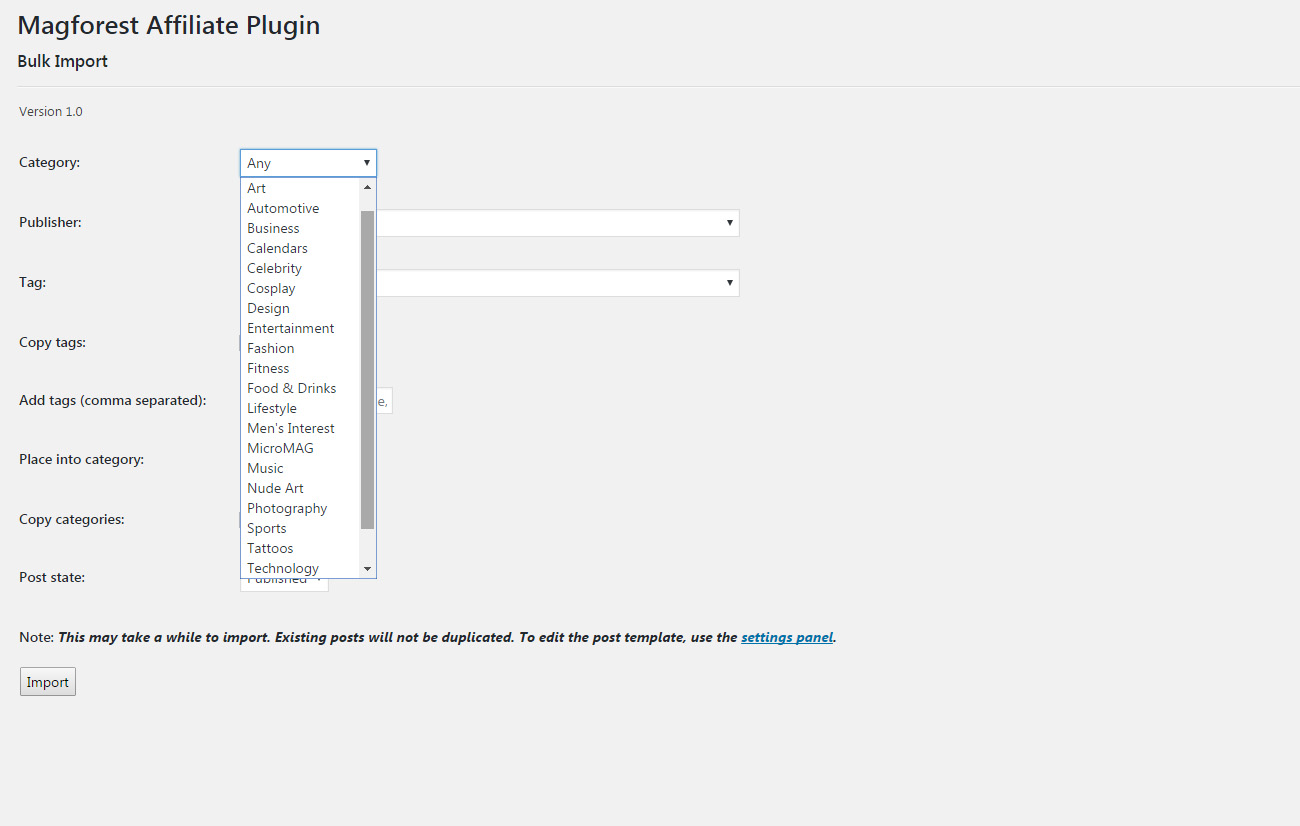 Magforest Affiliate Plugin
Bulk Import
Version 1.0
Category:
Any
Art
Automotive
Business
Calendars
Celebrity
Cosplay
Design
Entertainment
Fashion
Fitness
Food & Drinks
Lifestyle
Men's Interest
MicroMAG
Music
Nude Art
Photography
Sports
Tattoos
Technology
Publisher:
Tag:
Copy tags:
Add tags (comma separated):
e,
Place into category:
Copy categories:
Post state:
Published
Note: This may take a while to import. Existing posts will not be duplicated. To edit the post template, use the settings panel.
Import